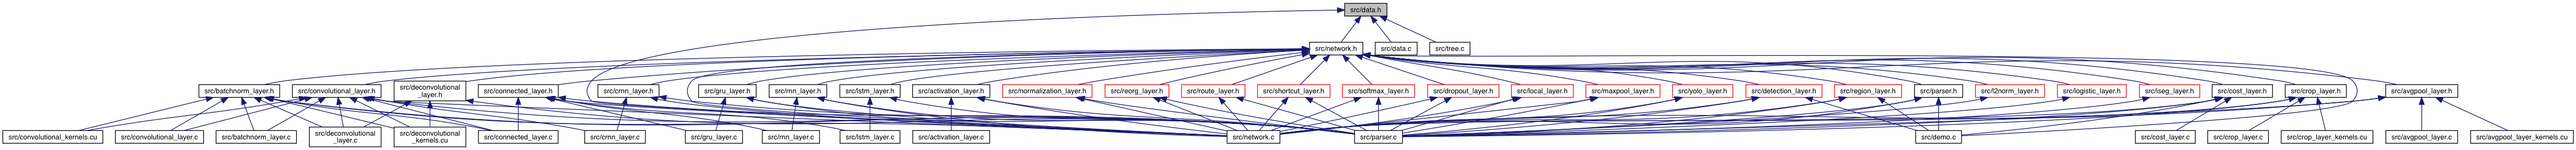 src/data.h
src/network.h
src/data.c
src/tree.c
src/batchnorm_layer.h
src/convolutional_layer.h
src/deconvolutional
_layer.h
src/connected_layer.h
src/crnn_layer.h
src/gru_layer.h
src/rnn_layer.h
src/lstm_layer.h
src/activation_layer.h
src/normalization_layer.h
src/reorg_layer.h
src/route_layer.h
src/shortcut_layer.h
src/softmax_layer.h
src/dropout_layer.h
src/local_layer.h
src/maxpool_layer.h
src/yolo_layer.h
src/detection_layer.h
src/region_layer.h
src/parser.h
src/l2norm_layer.h
src/logistic_layer.h
src/iseg_layer.h
src/cost_layer.h
src/crop_layer.h
src/avgpool_layer.h
src/convolutional_kernels.cu
src/convolutional_layer.c
src/batchnorm_layer.c
src/deconvolutional
_layer.c
src/deconvolutional
_kernels.cu
src/connected_layer.c
src/crnn_layer.c
src/gru_layer.c
src/rnn_layer.c
src/lstm_layer.c
src/activation_layer.c
src/network.c
src/parser.c
src/demo.c
src/cost_layer.c
src/crop_layer.c
src/crop_layer_kernels.cu
src/avgpool_layer.c
src/avgpool_layer_kernels.cu